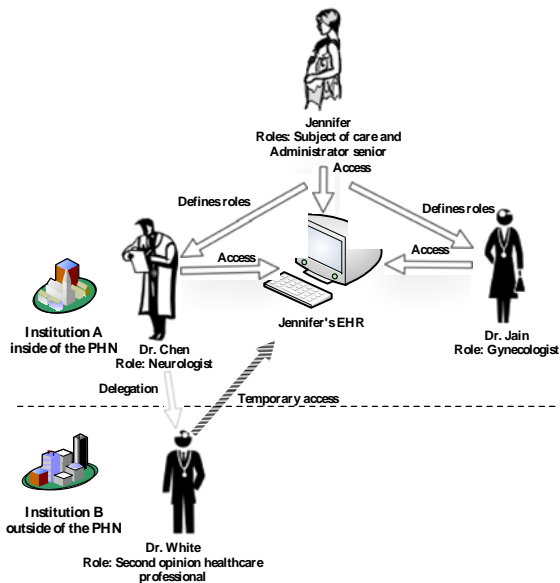 Jennifer
Roles: Subject of care and
Administrator senior
Access
Defines roles
Defines roles
Access
Access
Jennifer's EHR
Institution A
inside of the PHN
Dr. Chen
Role: Neurologist
Dr. Jain
Role: Gynecologist
Delegation
Temporary access
Institution B
outside of the PHN
Dr. White
Role: Second opinion healthcare
professional